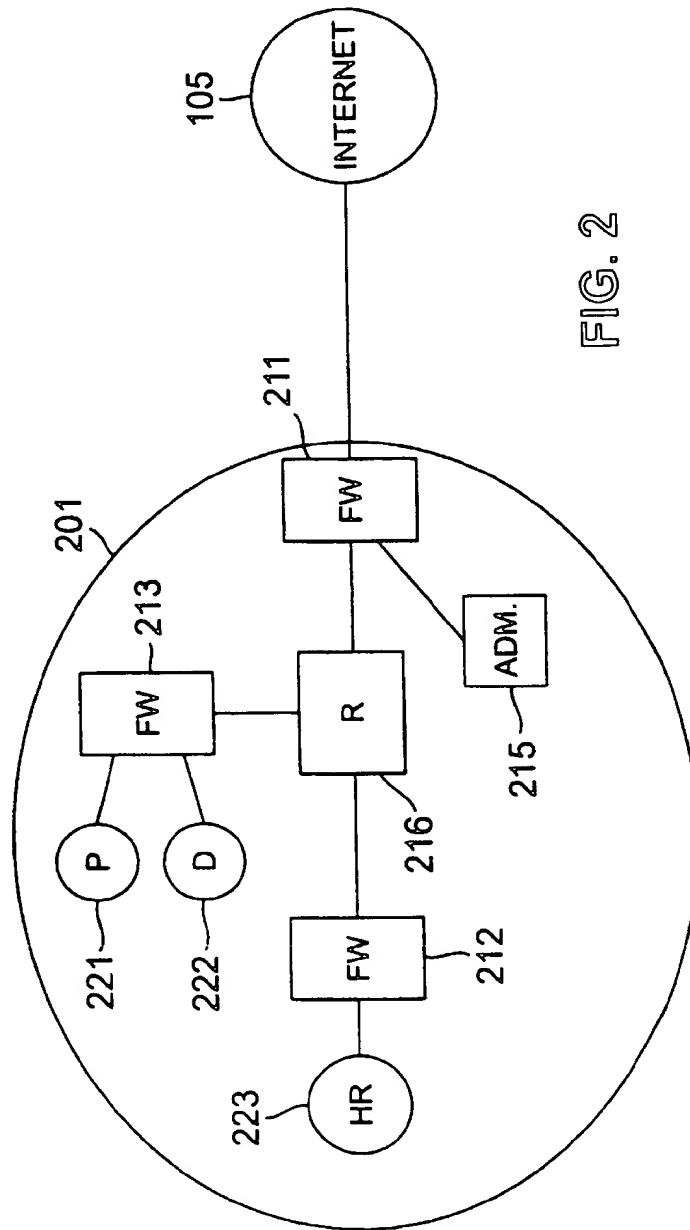 105
INTERNET
201
211
FW
213
FW
P
221
D
222
R
216
ADM.
215
FW
212
HR
223
FIG. 2